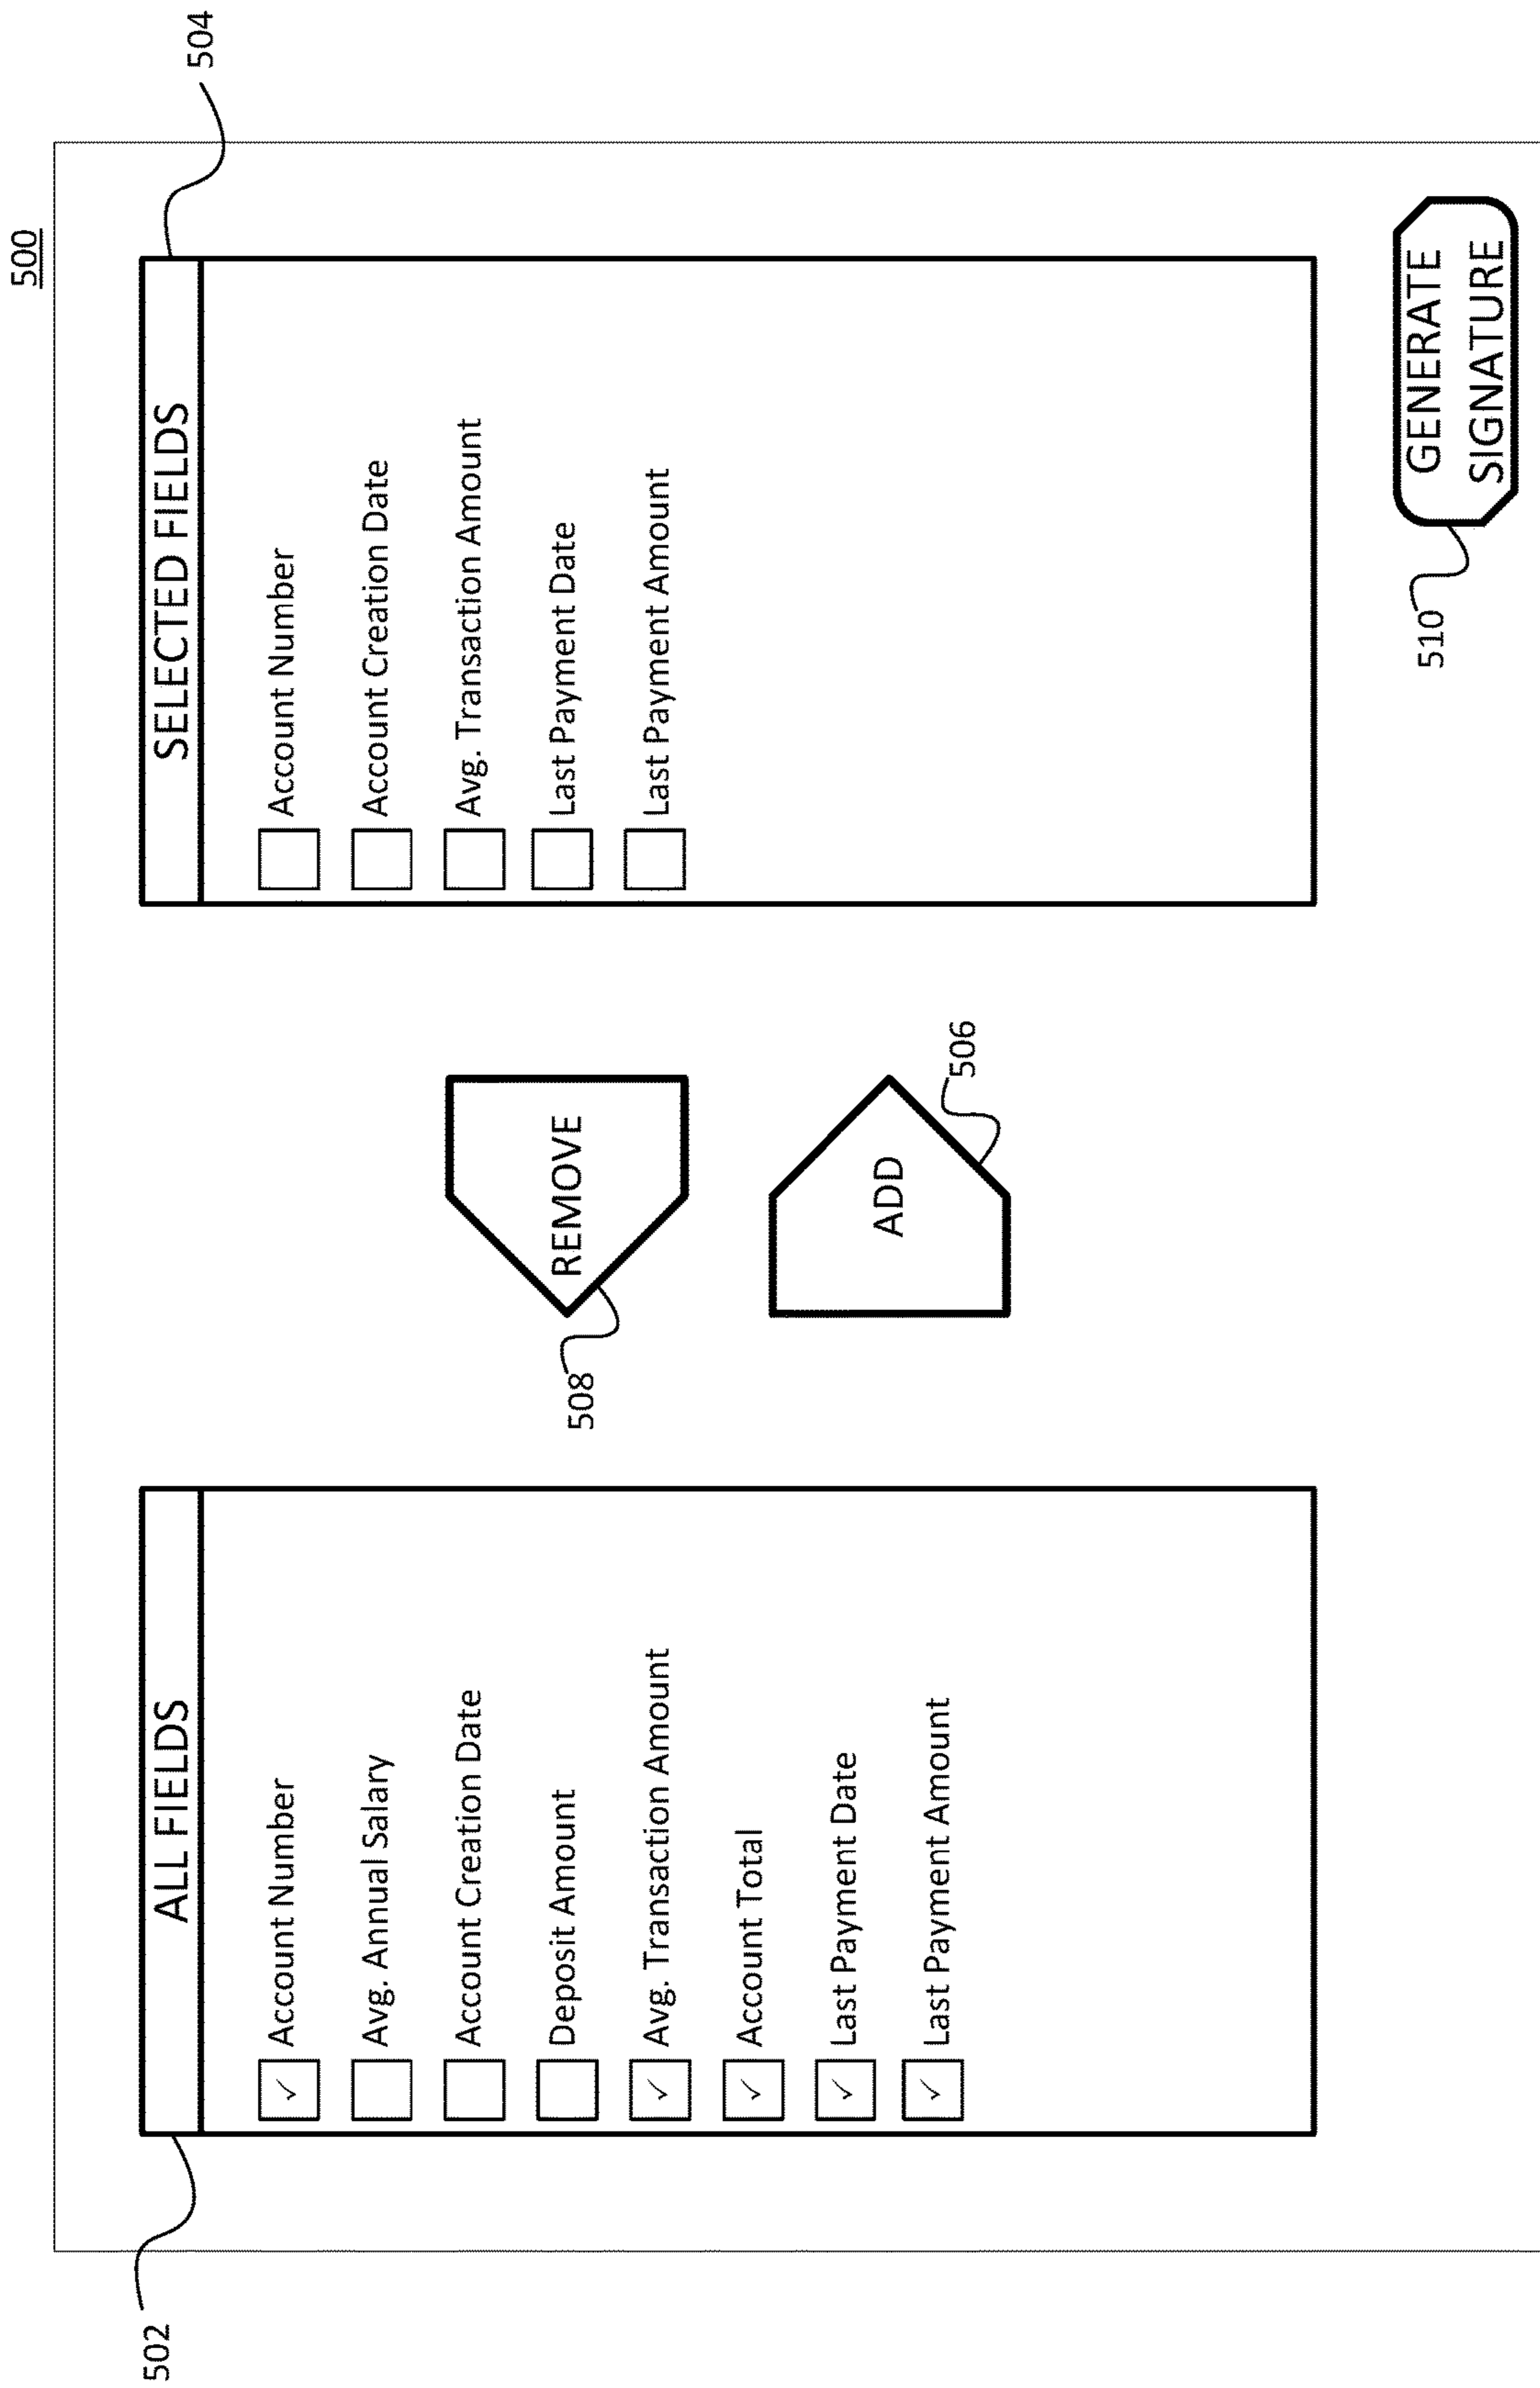 500
502
ALL FIELDS
✓ Account Number
Avg. Annual Salary
Account Creation Date
Deposit Amount
✓ Avg. Transaction Amount
✓ Account Total
✓ Last Payment Date
✓ Last Payment Amount
508
REMOVE
ADD
506
504
SELECTED FIELDS
Account Number
Account Creation Date
Avg. Transaction Amount
Last Payment Date
Last Payment Amount
510
GENERATE
SIGNATURE